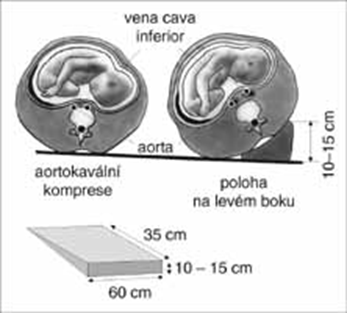 vena cava
inferior
aorta
aortokavální
komprese
poloha
na levém boku
10–15 cm
35 cm
10 – 15 cm
60 cm